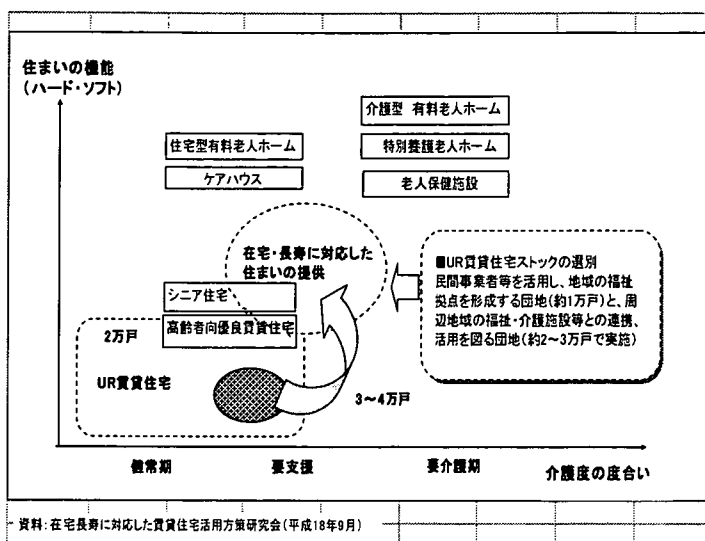 住まいの機能
(ハード・ソフト)
介護型 有料老人ホーム
住宅型有料老人ホーム
特別養護老人ホーム
ケアハウス
老人保健施設
在宅・長寿に対応した
住まいの提供
■UR賃貸住宅ストックの選別
民間事業者等を活用し、地域の福祉
拠点を形成する団地(約1万戸)と、周
辺地域の福祉・介護施設等との連携、
活用を図る団地(約2~3万戸で実施)
シニア住宅
高齢者向優良賃貸住宅
2万戸
UR賃貸住宅
3~4万戸
健常期
要支援
要介護期
介護度の度合い
資料:在宅長寿に対応した賃貸住宅活用方策研究会(平成18年9月)